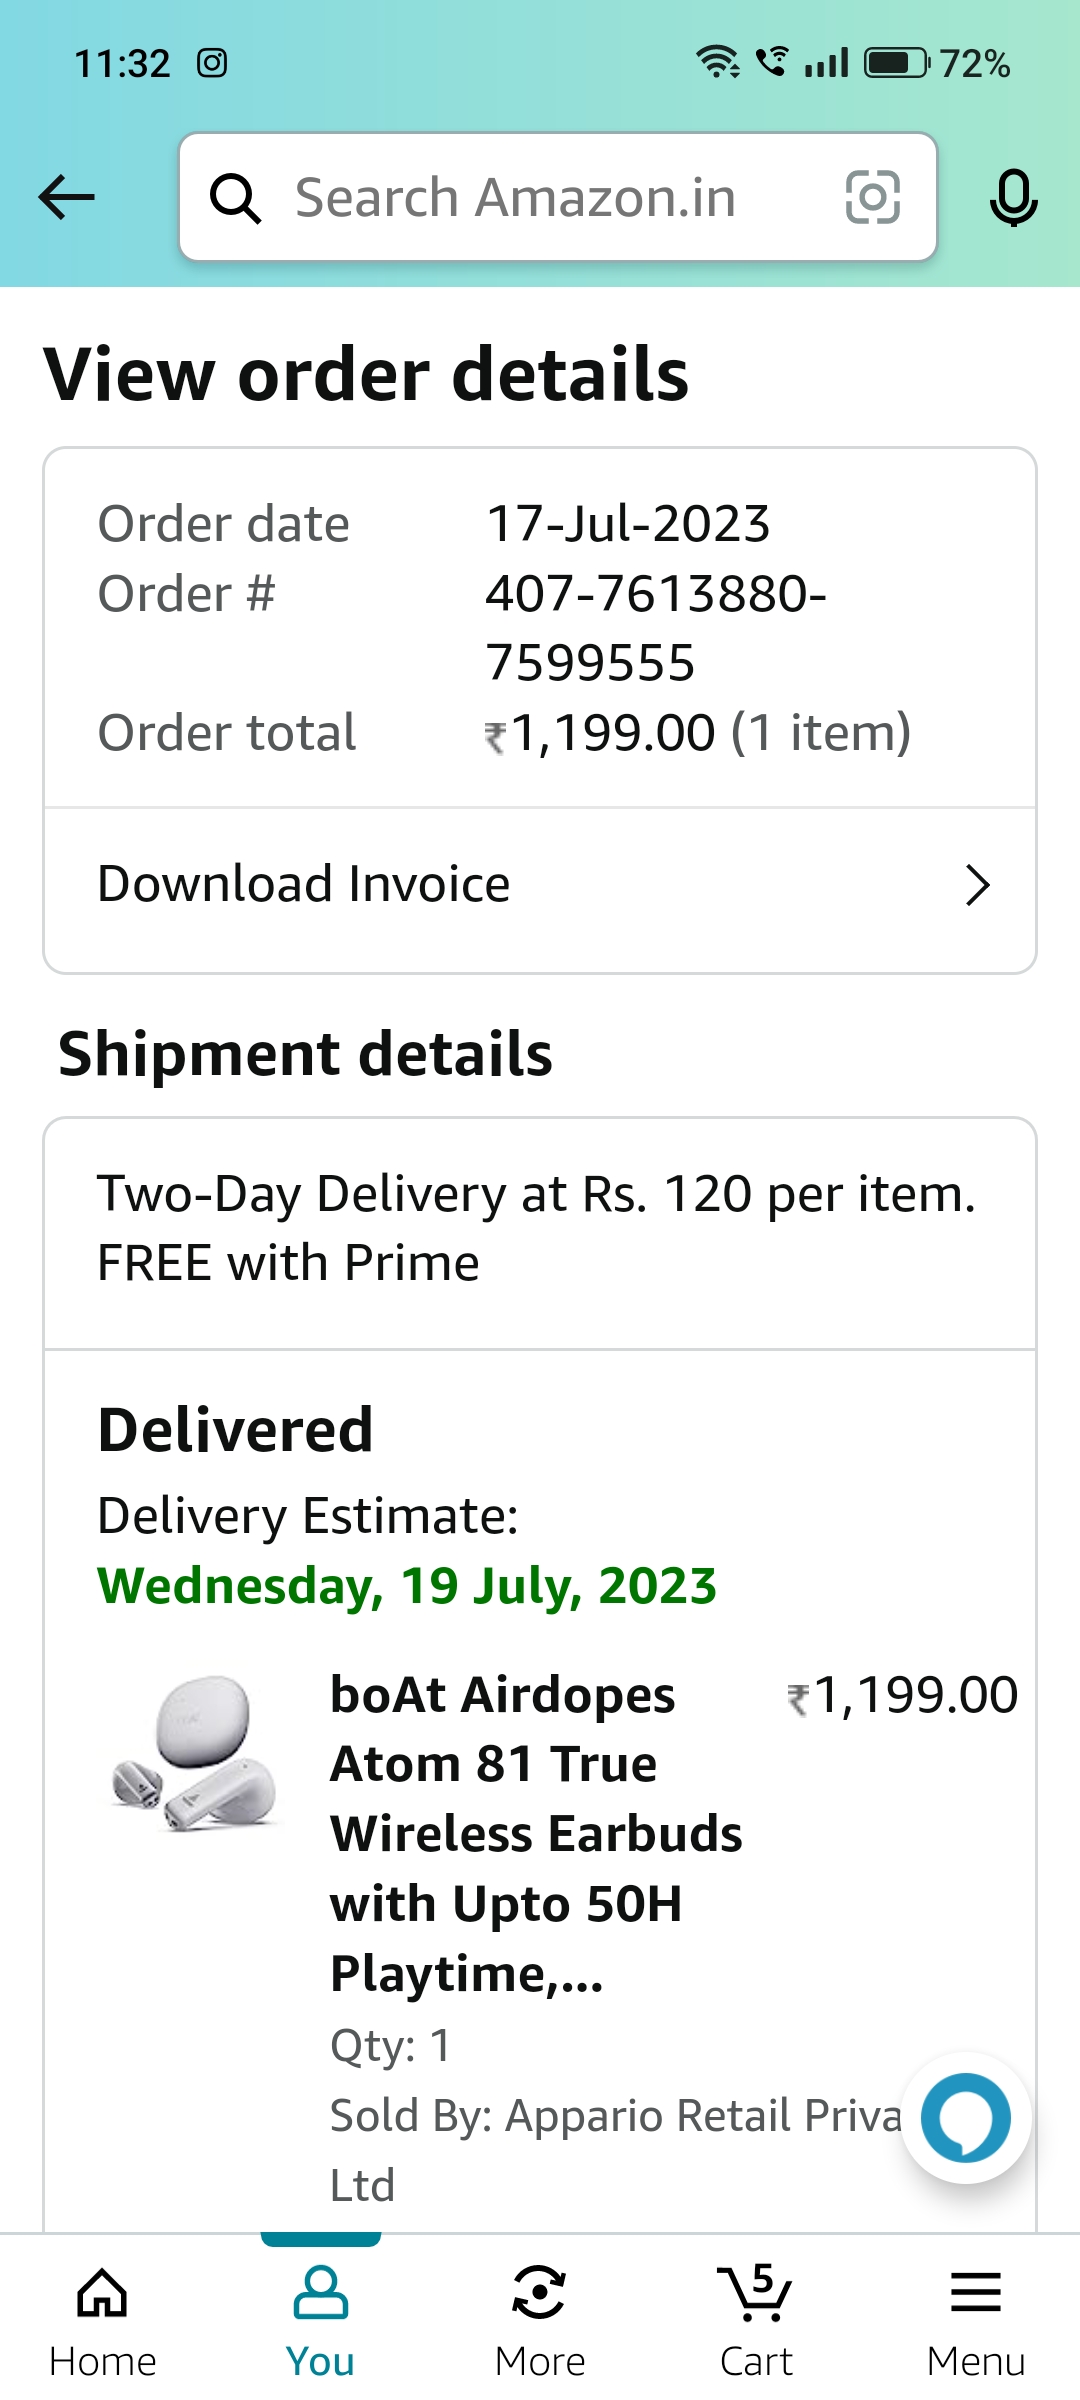 11:32
72%
Search Amazon.in
View order details
Order date 17-Jul-2023
Order # 407-7613880-
7599555
Order total ₹1,199.00 (1 item)
Download Invoice
Shipment details
Two-Day Delivery at Rs. 120 per item.
FREE with Prime
Delivered
Delivery Estimate:
Wednesday, 19 July, 2023
boAt Airdopes ₹1,199.00
Atom 81 True
Wireless Earbuds
with Upto 50H
Playtime,...
Qty: 1
Sold By: Appario Retail Priva
Ltd
5
Home You More Cart Menu